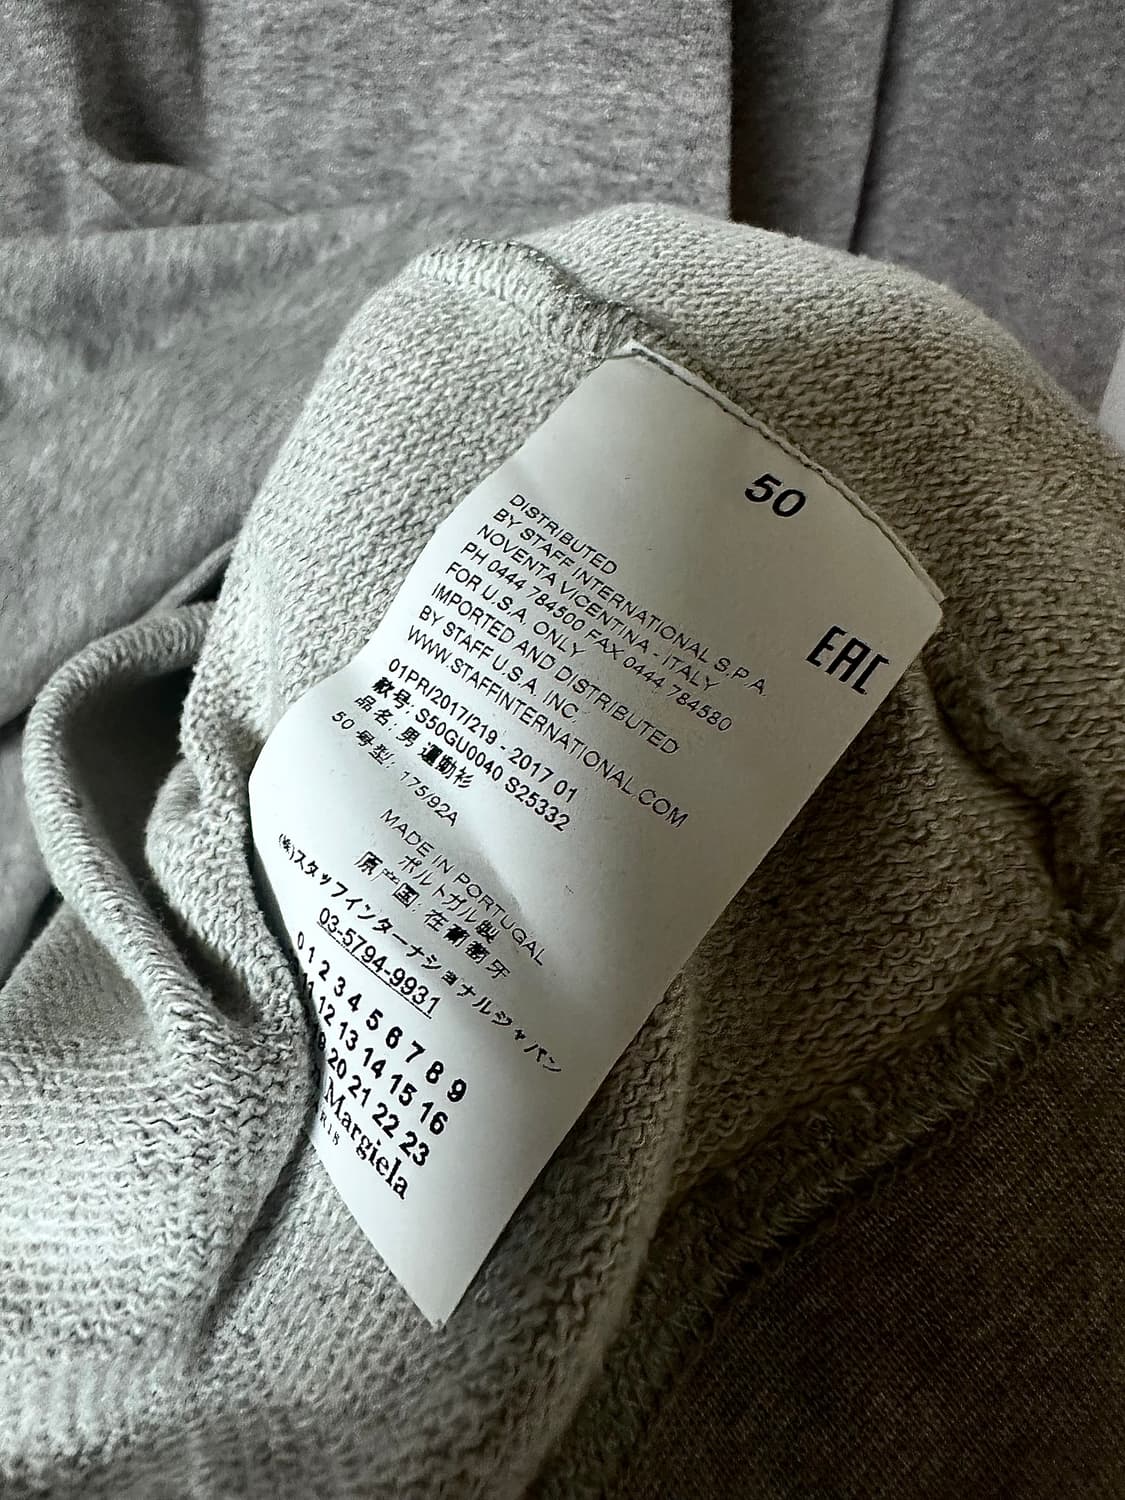 50
EAC
DISTRIBUTED
BY STAFF INTERNATIONAL S.P.A.
NOVENTA VICENTINA - ITALY
PH 0444 784500 FAX 0444 784580
FOR U.S.A. ONLY
IMPORTED AND DISTRIBUTED
BY STAFF U.S.A. INC.
WWW.STAFFINTERNATIONAL.COM
01PRI/2017/219 - 2017 01
款号: S50GU0040 S25332
品名: 男 運動衫
50 号型: 175/92A
MADE IN PORTUGAL
ポルトガル製
原产国: 在葡萄牙
(株)スタッフインターナショナルジャパン
03-5794-9931
0 1 2 3 4 5 6 7 8 9
12 13 14 15 16
20 21 22 23
Margiela